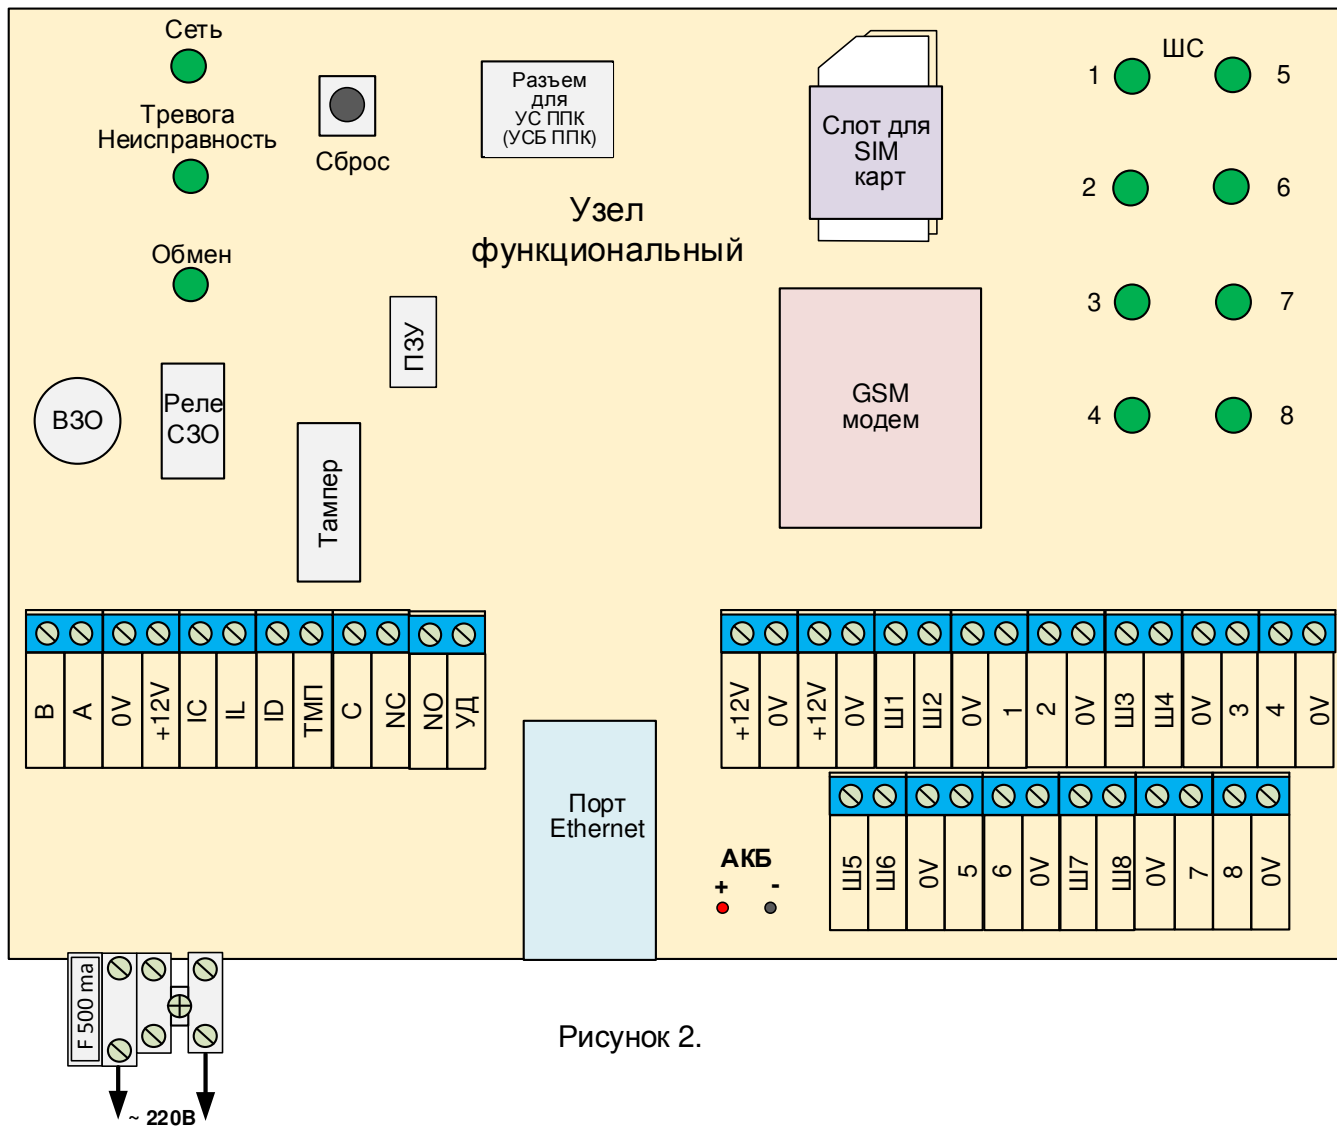 Сеть
Тревога
Неисправность
Обмен
Сброс
Разъем
для
УС ППК
(УСБ ППК)
Узел
функциональный
Слот для
SIM
карт
ШС
1
5
2
6
3
7
4
8
ПЗУ
ВЗО
Реле
СЗО
Тампер
GSM
модем
B
A
0V
+12V
IC
IL
ID
ТМП
C
NC
NO
УД
+12V
0V
+12V
0V
Ш1
Ш2
0V
1
2
0V
Ш3
Ш4
0V
3
4
0V
Ш5
Ш6
0V
5
6
0V
Ш7
Ш8
0V
7
8
0V
Порт
Ethernet
АКБ
+ -
F 500 ma
~ 220В
Рисунок 2.